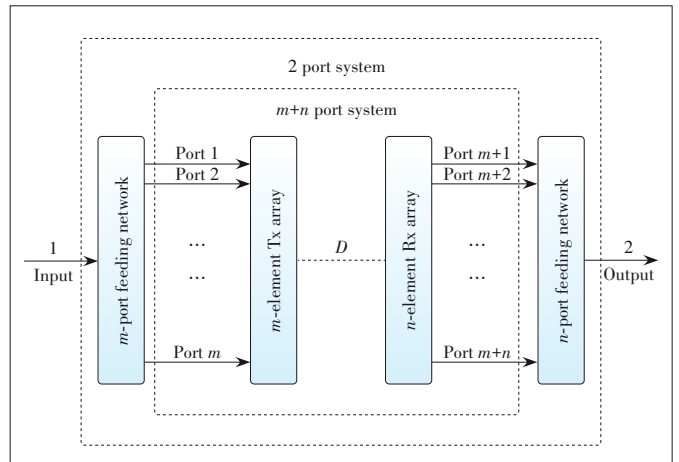 2 port system
m+n port system
1
Input
m-port feeding network
Port 1
Port 2
...
...
Port m
m-element Tx array
D
n-element Rx array
Port m+1
Port m+2
...
...
Port m+n
n-port feeding network
2
Output